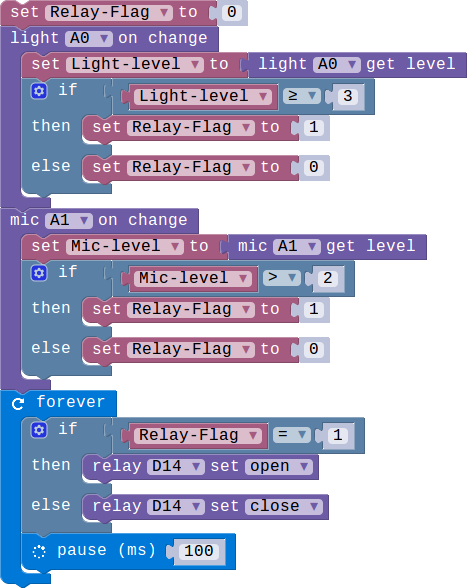 set Relay-Flag to 0
light A0 on change
set Light-level to light A0 get level
if Light-level ≥ 3
then set Relay-Flag to 1
else set Relay-Flag to 0
mic A1 on change
set Mic-level to mic A1 get level
if Mic-level > 2
then set Relay-Flag to 1
else set Relay-Flag to 0
forever
if Relay-Flag = 1
then relay D14 set open
else relay D14 set close
pause (ms) 100